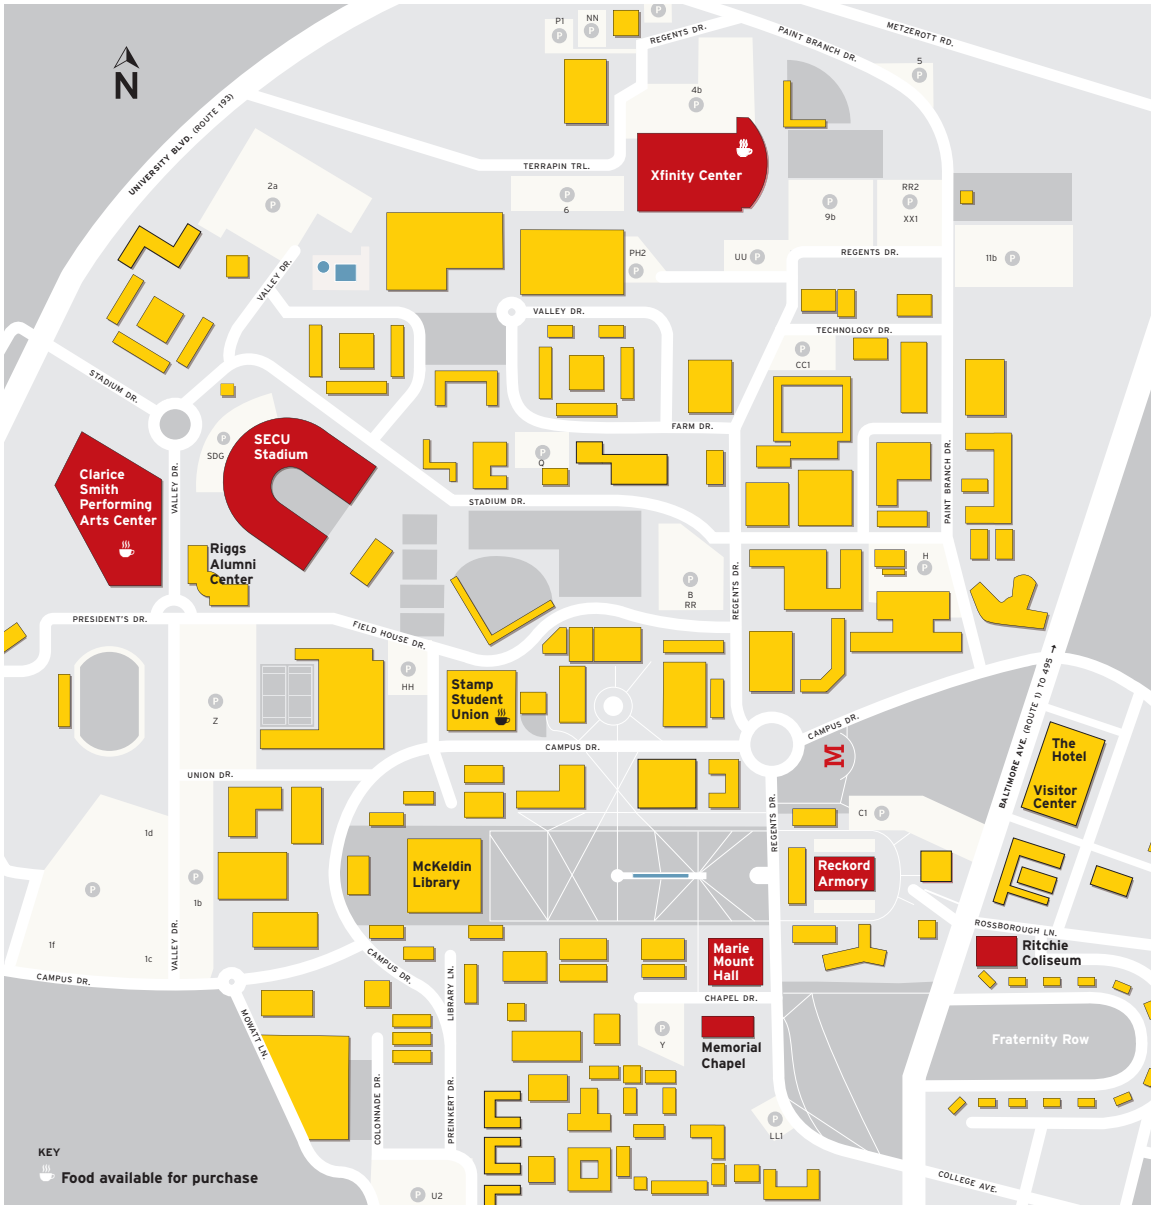 P
P1
NN
P
P
REGENTS DR.
PAINT BRANCH DR.
METZEROTT RD.
N
5
P
4b
P
UNIVERSITY BLVD. (ROUTE 193)
TERRAPIN TRL.
Xfinity Center
2a
P
P
6
P
9b
RR2
P
XX1
PH2
P
UU P
REGENTS DR.
11b P
VALLEY DR.
VALLEY DR.
TECHNOLOGY DR.
P
CC1
STADIUM DR.
FARM DR.
P
SDG
SECU
Stadium
P
Q
Clarice
Smith
Performing
Arts Center
VALLEY DR.
STADIUM DR.
PAINT BRANCH DR.
Riggs
Alumni
Center
H
P
P
B
RR
REGENTS DR.
PRESIDENT'S DR.
FIELD HOUSE DR.
P
HH
P
Z
Stamp
Student
Union
BALTIMORE AVE. (ROUTE 1) TO 495 →
CAMPUS DR.
CAMPUS DR.
M
The
Hotel
Visitor
Center
UNION DR.
REGENTS DR.
C1 P
1d
P
P
1b
McKeldin
Library
Reckord
Armory
1f
1c
VALLEY DR.
CAMPUS DR.
CAMPUS DR.
LIBRARY LN.
Marie
Mount
Hall
ROSSBOROUGH LN.
Ritchie
Coliseum
CHAPEL DR.
MOWATT LN.
P
Y
Memorial
Chapel
Fraternity Row
COLONNADE DR.
PREINKERT DR.
P
LL1
KEY
Food available for purchase
P U2
COLLEGE AVE.